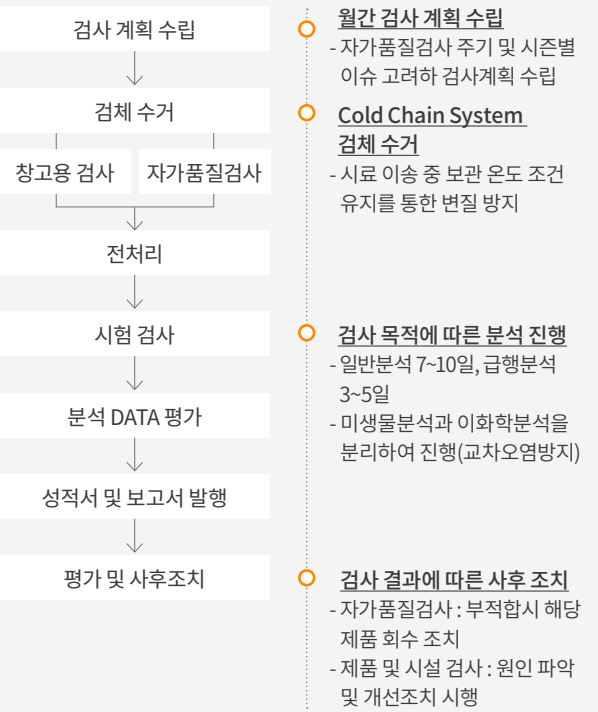 검사 계획 수립
검체 수거
창고용 검사
자가품질검사
전처리
시험 검사
분석 DATA 평가
성적서 및 보고서 발행
평가 및 사후조치
월간 검사 계획 수립
- 자가품질검사 주기 및 시즌별
이슈 고려하 검사계획 수립
Cold Chain System
검체 수거
- 시료 이송 중 보관 온도 조건
유지를 통한 변질 방지
검사 목적에 따른 분석 진행
- 일반분석 7~10일, 급행분석
3~5일
- 미생물분석과 이화학분석을
분리하여 진행(교차오염방지)
검사 결과에 따른 사후 조치
- 자가품질검사 : 부적합시 해당
제품 회수 조치
- 제품 및 시설 검사 : 원인 파악
및 개선조치 시행